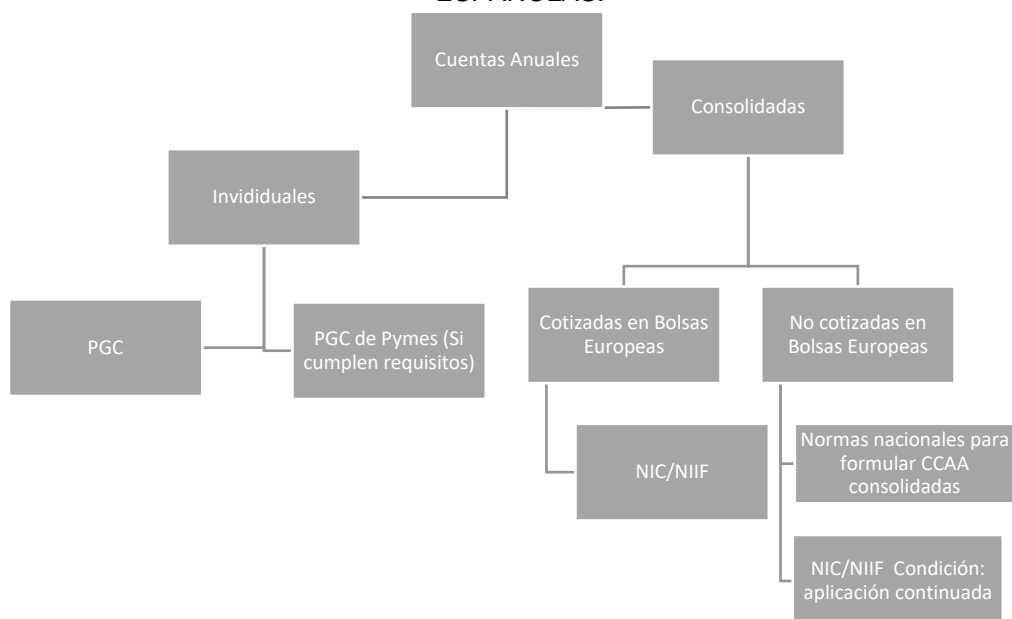 Cuentas Anuales
Consolidadas
Invididuales
PGC
PGC de Pymes (Si
cumplen requisitos)
Cotizadas en Bolsas
Europeas
No cotizadas en
Bolsas Europeas
NIC/NIIF
Normas nacionales para
formular CCAA
consolidadas
NIC/NIIF Condición:
aplicación continuada